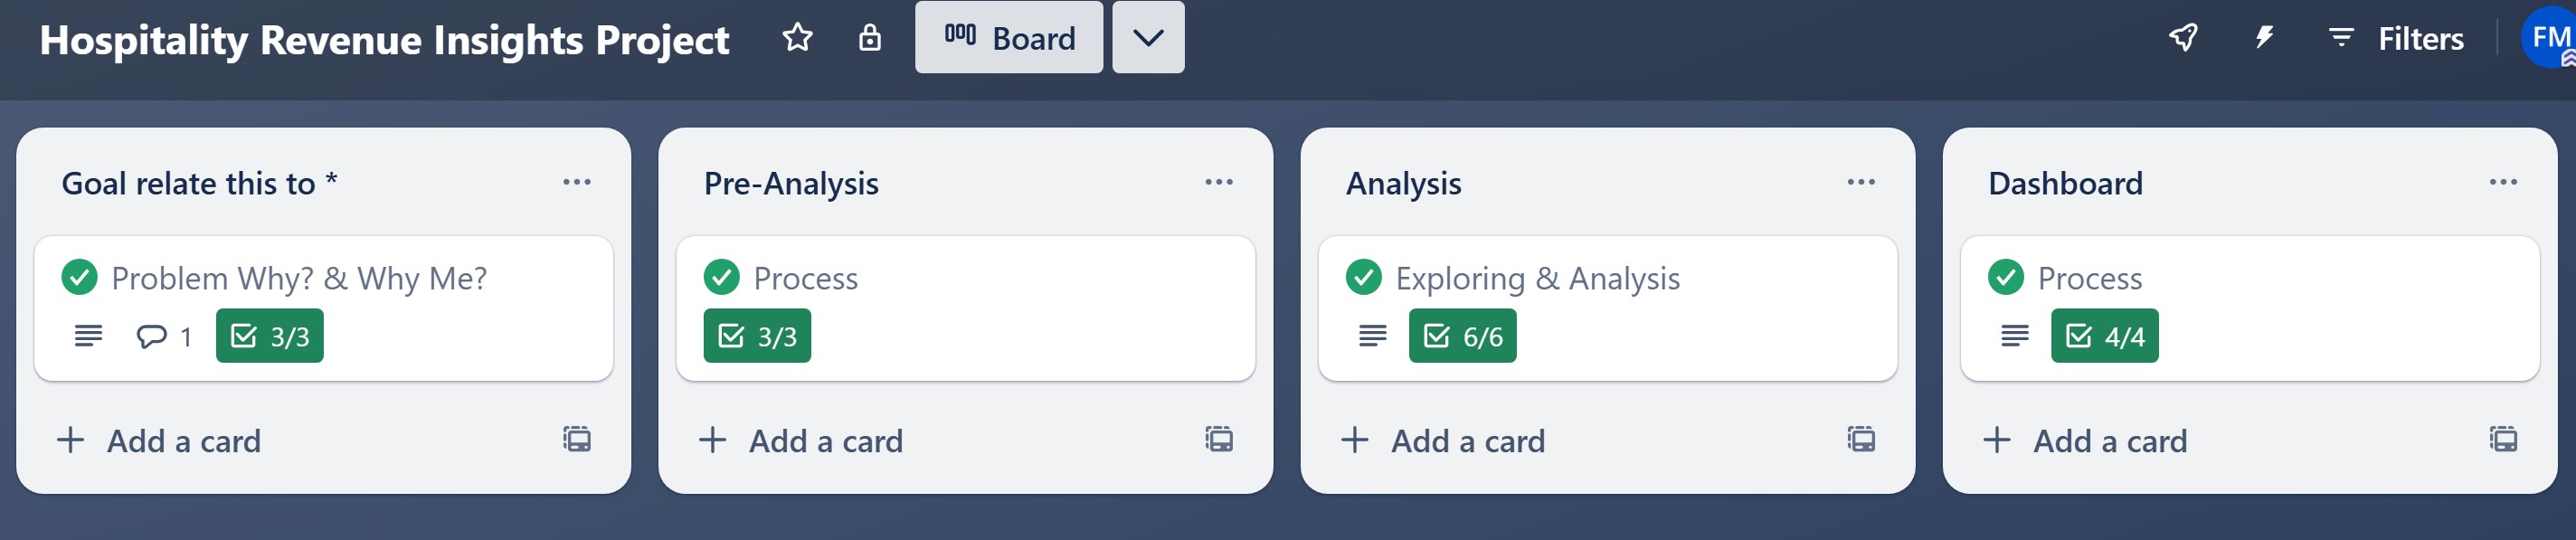 Hospitality Revenue Insights Project
Board
Filters
FM
Goal relate this to *
Problem Why? & Why Me?
1
3/3
Add a card
Pre-Analysis
Process
3/3
Add a card
Analysis
Exploring & Analysis
6/6
Add a card
Dashboard
Process
4/4
Add a card